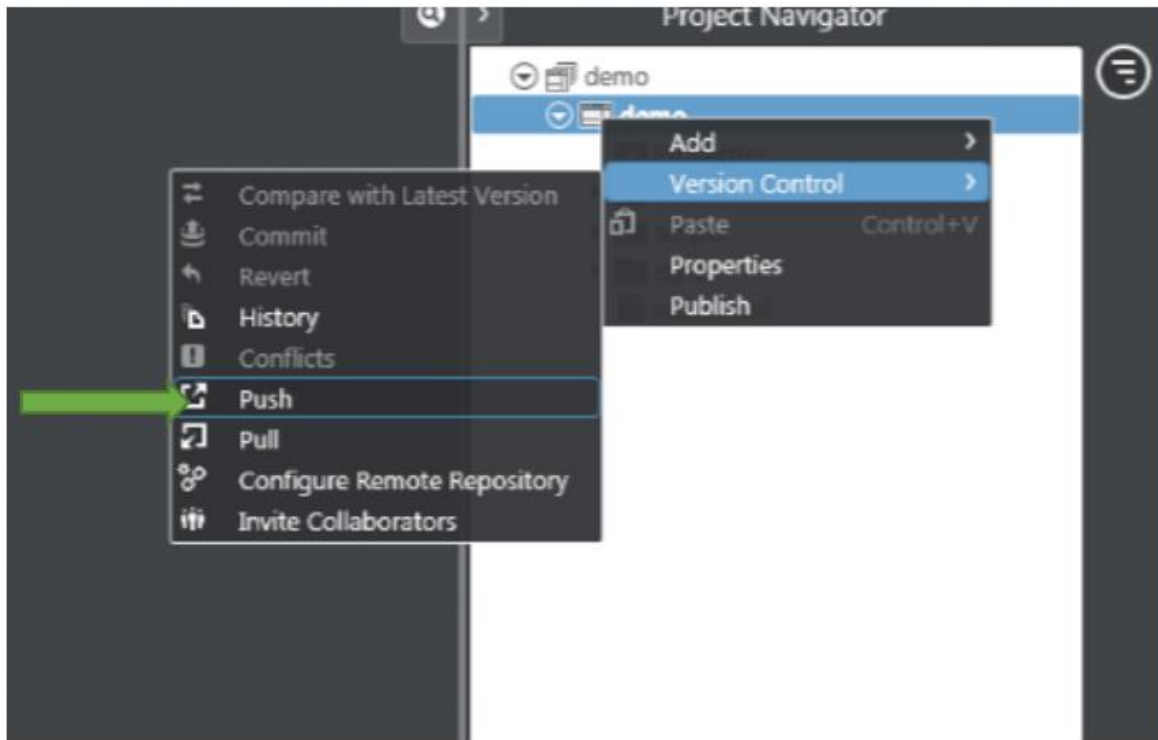 Project Navigator
demo
demo
Add
Version Control
Paste Control+V
Properties
Publish
Compare with Latest Version
Commit
Revert
History
Conflicts
Push
Pull
Configure Remote Repository
Invite Collaborators